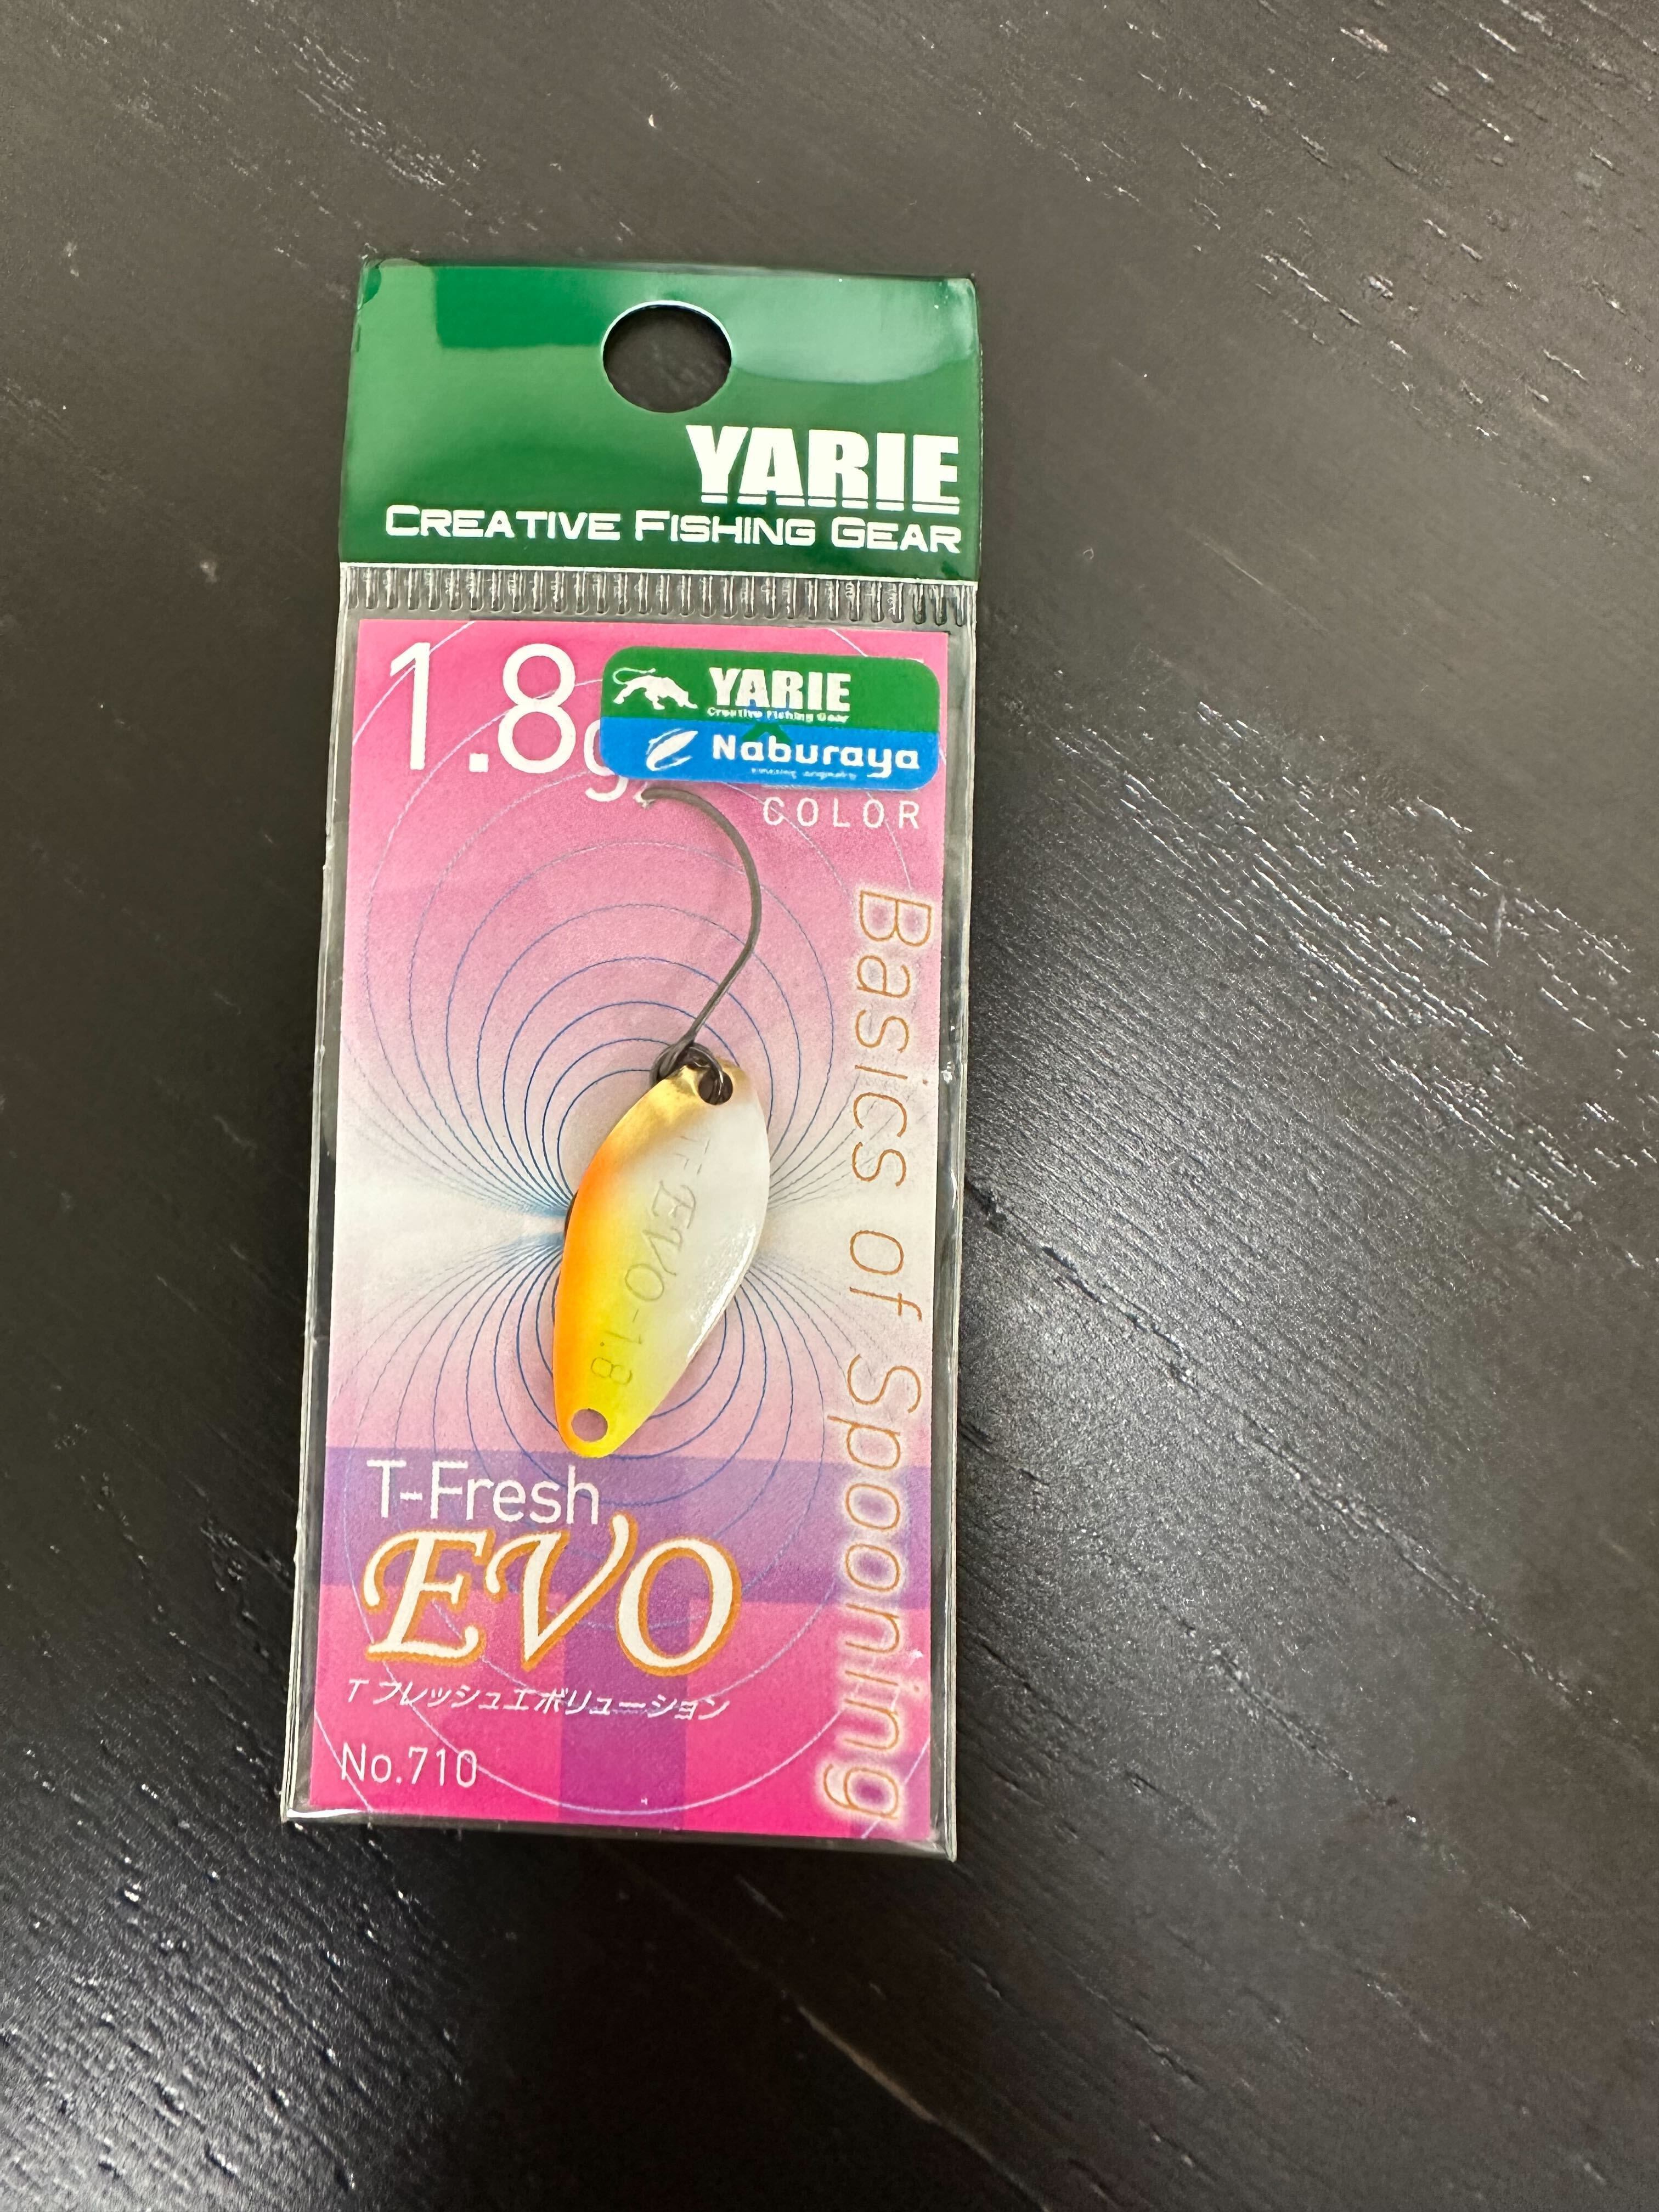 YARIE
CREATIVE FISHING GEAR
1.8g
YARIE
Creative Fishing Gear
Naburaya
COLOR
Basics of Spooning
T-EVO-1.8
T-Fresh
EVO
Tフレッシュエボリューション
No.710